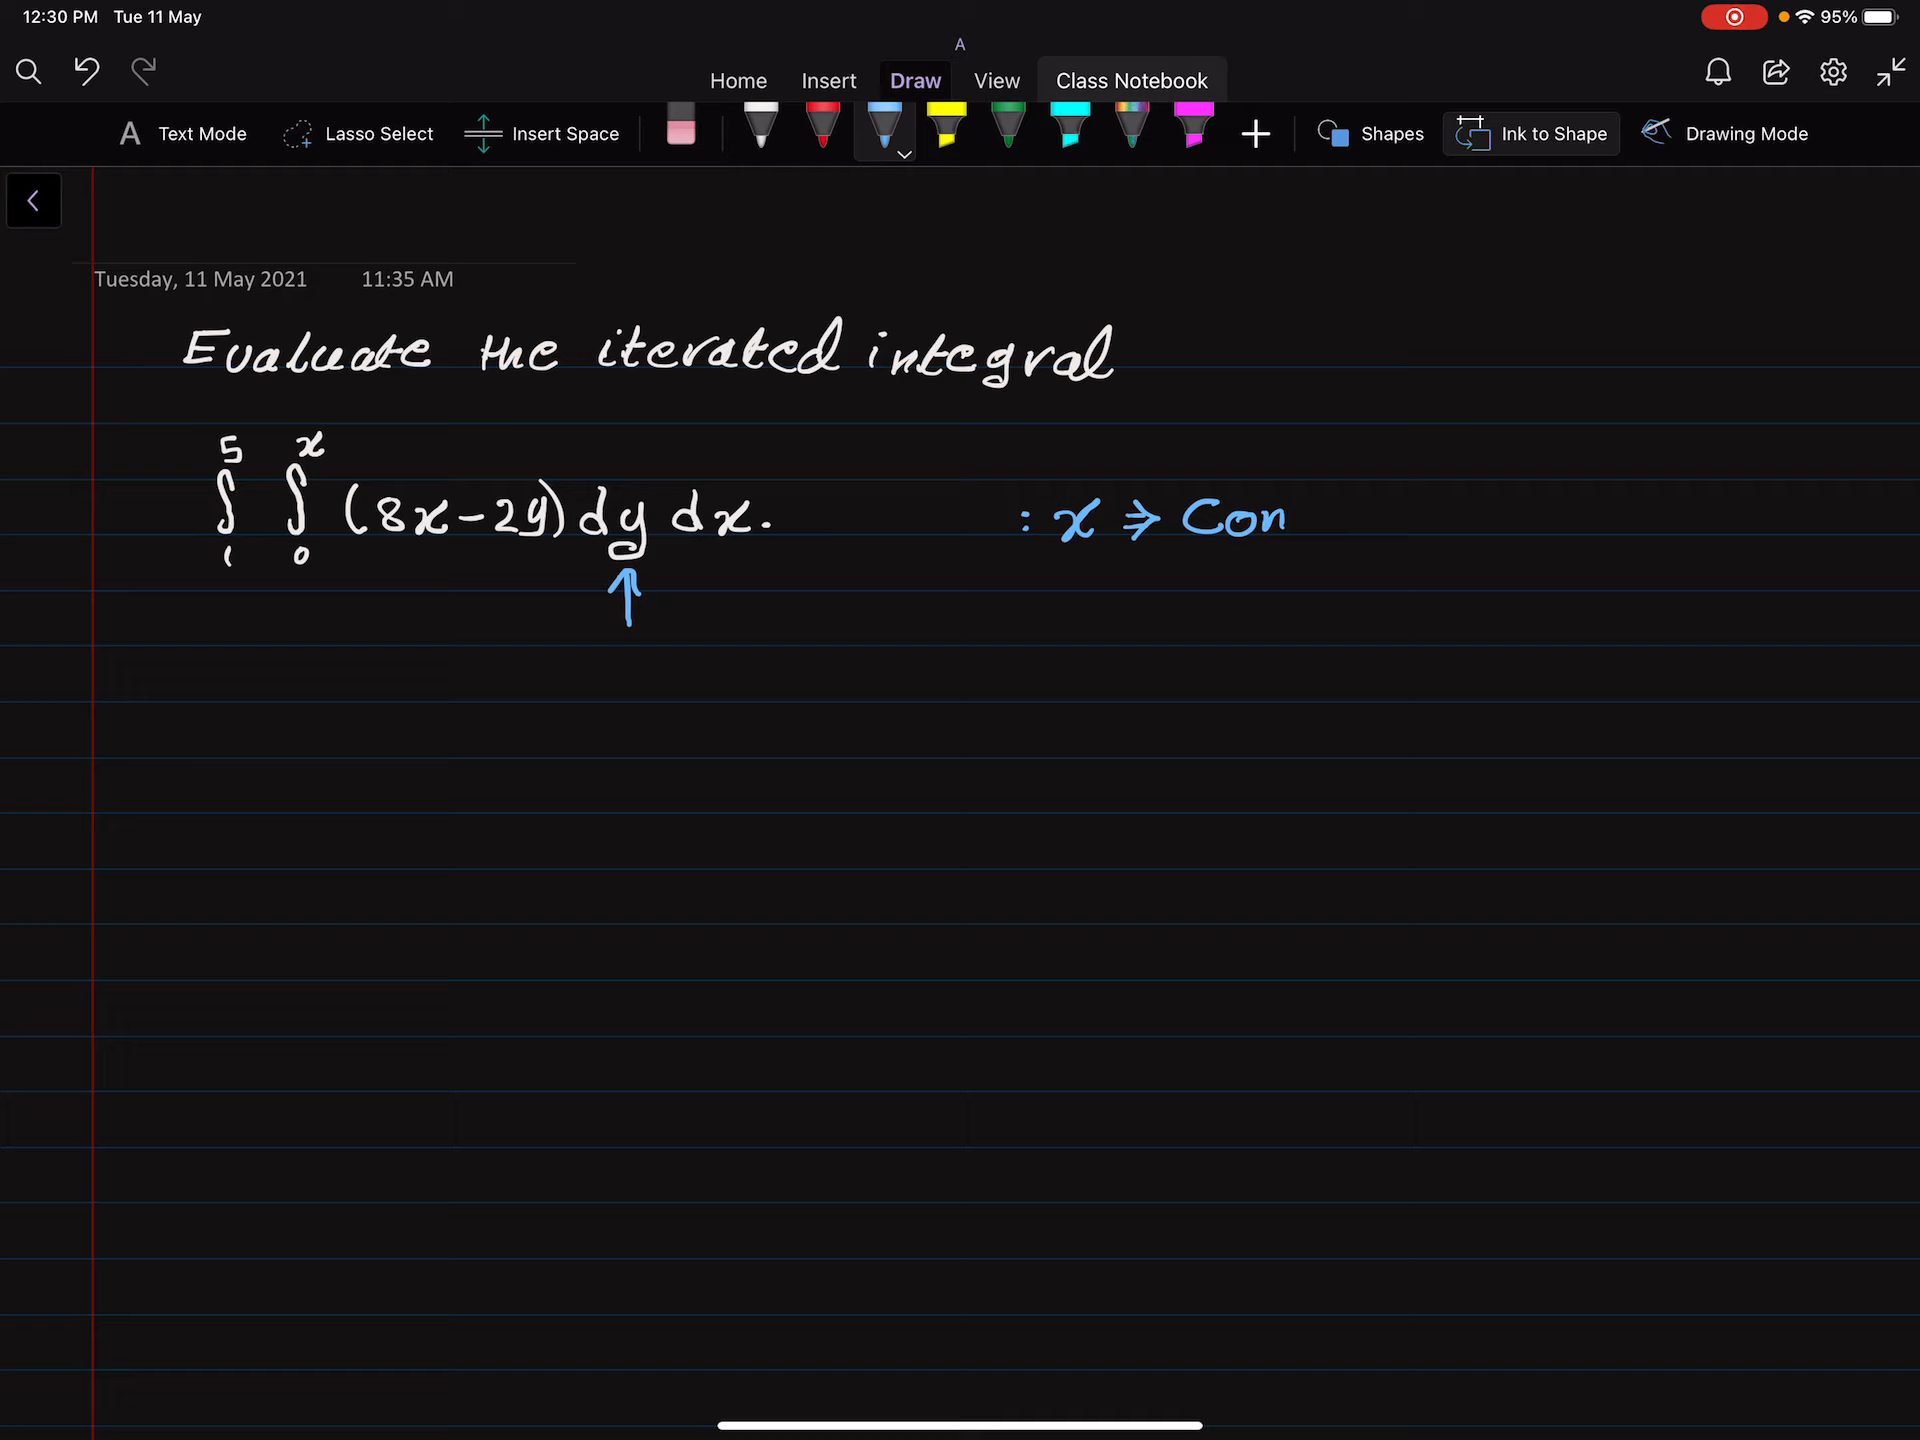 12:30 PM Tue 11 May 95%
A
Home Insert Draw View Class Notebook
A Text Mode Lasso Select Insert Space Shapes Ink to Shape Drawing Mode
Tuesday, 11 May 2021 11:35 AM
Evaluate the iterated integral
5 x
∫ ∫ (8x-2y) dy dx. : x ⇒ Con
1 0
↑